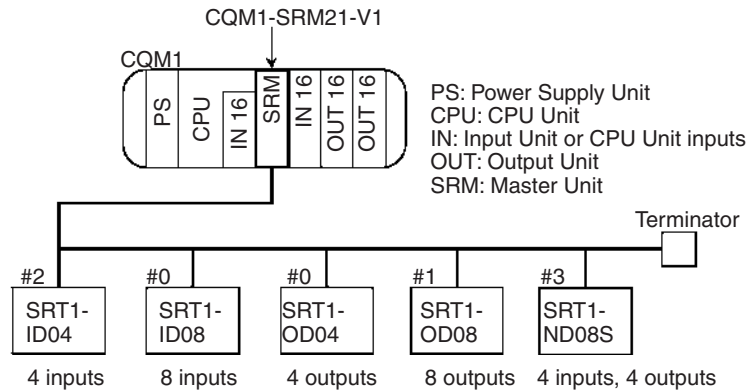 CQM1-SRM21-V1
CQM1
PS
CPU
IN 16
SRM
IN 16
OUT 16
OUT 16
PS: Power Supply Unit
CPU: CPU Unit
IN: Input Unit or CPU Unit inputs
OUT: Output Unit
SRM: Master Unit
Terminator
#2
#0
#0
#1
#3
SRT1-
ID04
SRT1-
ID08
SRT1-
OD04
SRT1-
OD08
SRT1-
ND08S
4 inputs
8 inputs
4 outputs
8 outputs
4 inputs, 4 outputs